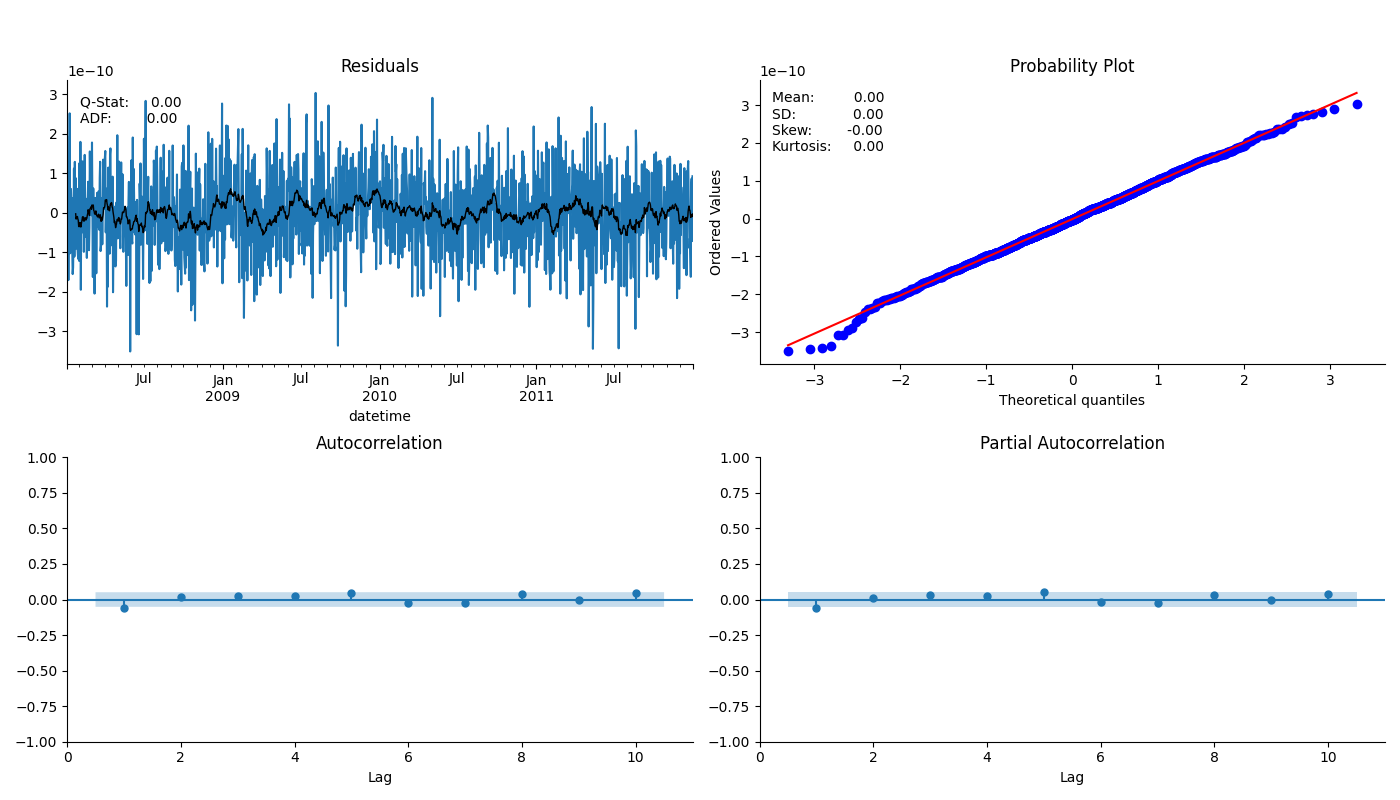 Residuals
1e−10
Q-Stat: 0.00
ADF: 0.00
3
2
1
0
−1
−2
−3
Jul Jan Jul Jan Jul Jan Jul
2009 2010 2011
datetime
Probability Plot
1e−10
Mean: 0.00
SD: 0.00
Skew: -0.00
Kurtosis: 0.00
Ordered Values
3
2
1
0
−1
−2
−3
−3 −2 −1 0 1 2 3
Theoretical quantiles
Autocorrelation
1.00
0.75
0.50
0.25
0.00
−0.25
−0.50
−0.75
−1.00
0 2 4 6 8 10
Lag
Partial Autocorrelation
1.00
0.75
0.50
0.25
0.00
−0.25
−0.50
−0.75
−1.00
0 2 4 6 8 10
Lag